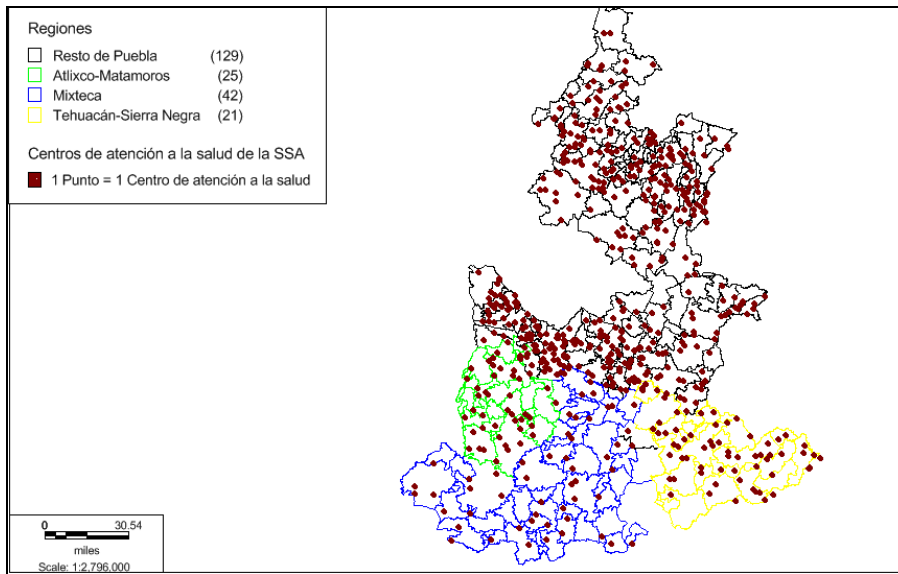 Regiones
Resto de Puebla (129)
Atlixco-Matamoros (25)
Mixteca (42)
Tehuacán-Sierra Negra (21)
Centros de atención a la salud de la SSA
1 Punto = 1 Centro de atención a la salud
0 30.54
miles
Scale: 1:2,796,000